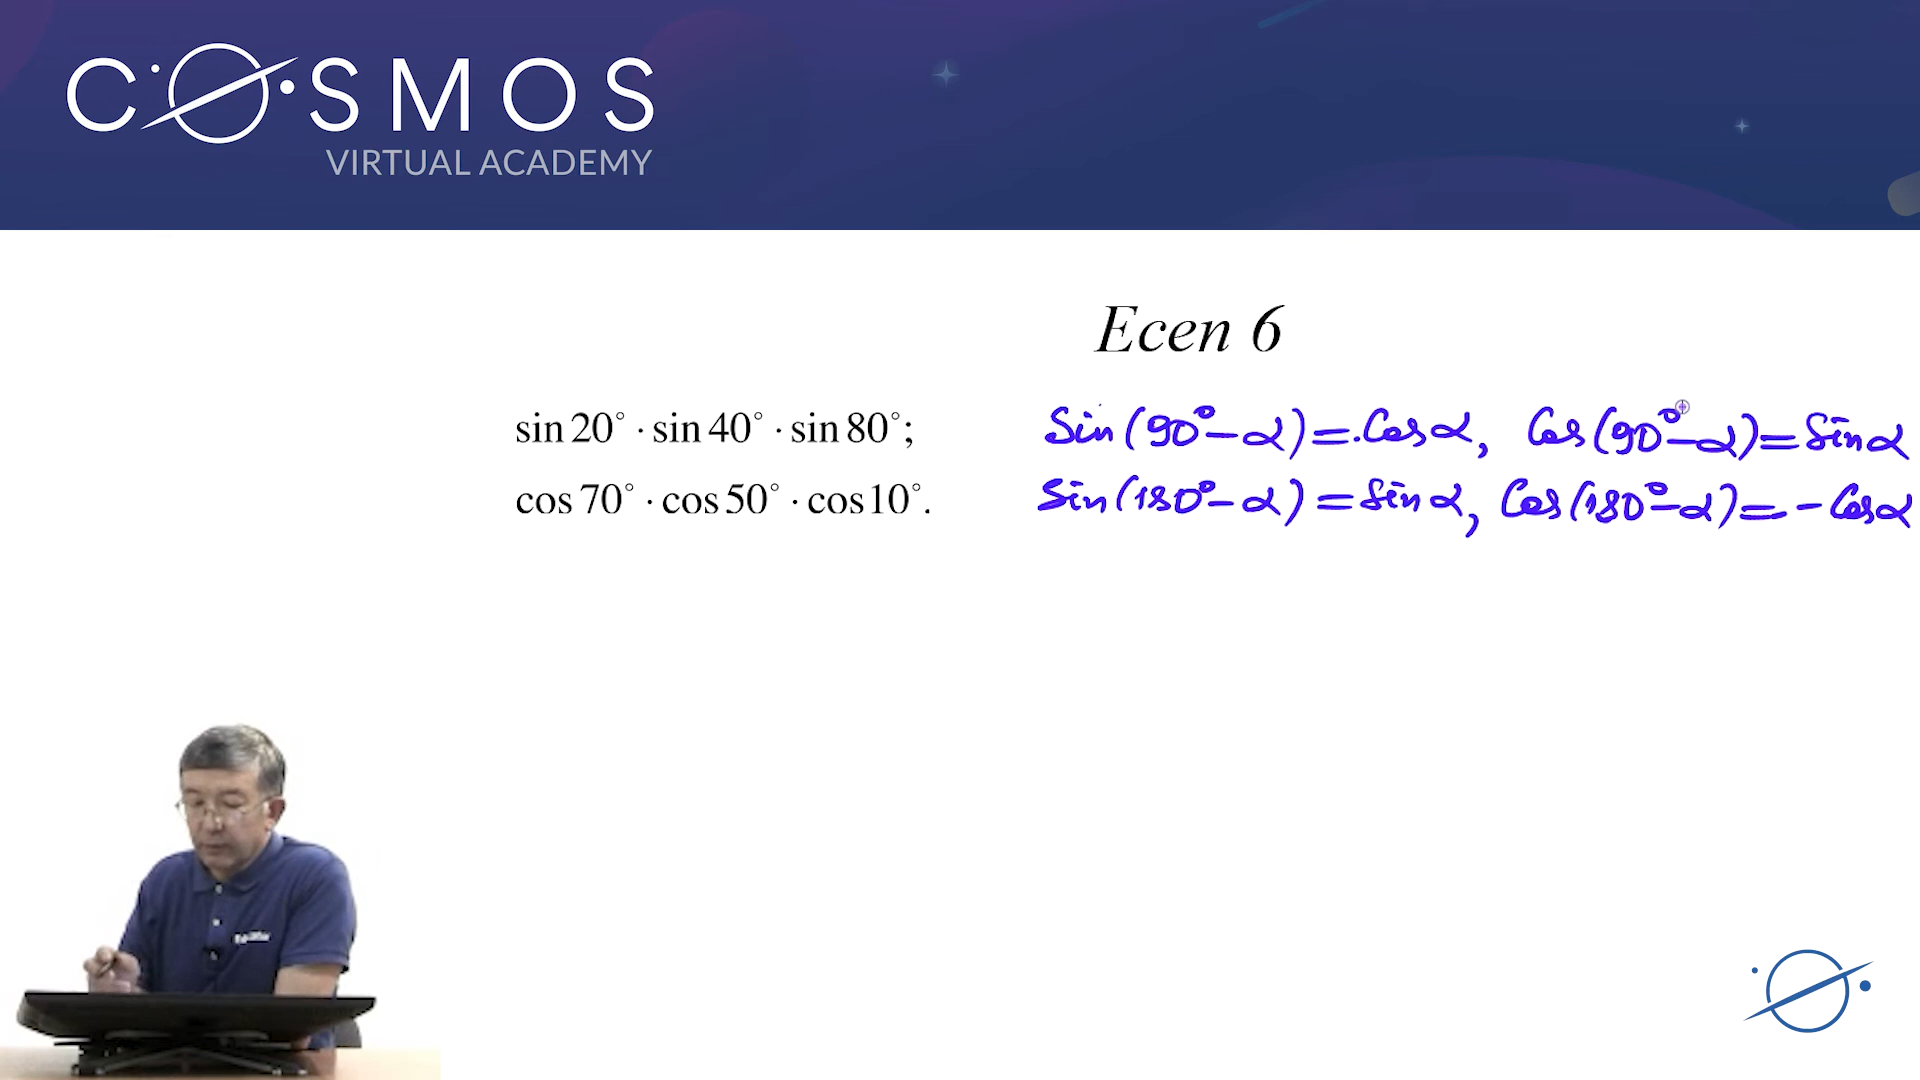 COSMOS
VIRTUAL ACADEMY
Есеп 6
sin 20° · sin 40° · sin 80°;
cos 70° · cos 50° · cos 10°.
Sin(90°-α)=Cosα, Cos(90°-α)=Sinα
Sin(180°-α)=Sinα, Cos(180°-α)=-Cosα